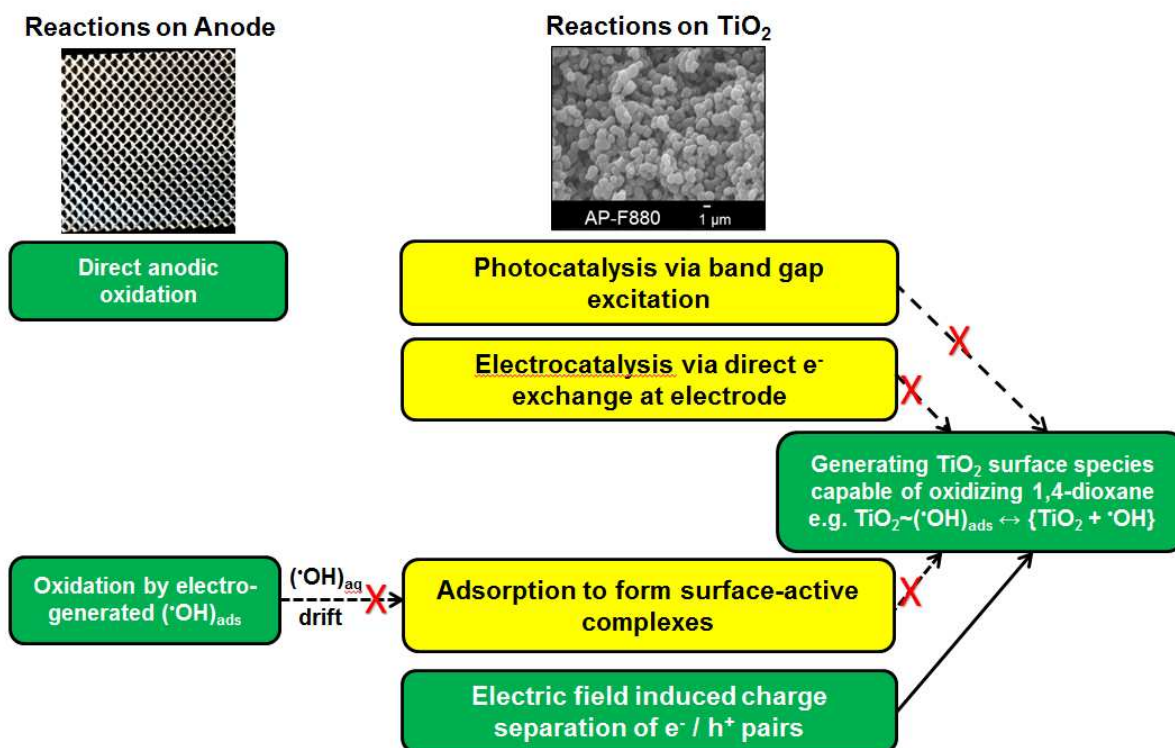 Reactions on Anode
Reactions on TiO₂
AP-F880 1 µm
Direct anodic
oxidation
Photocatalysis via band gap
excitation
X
Electrocatalysis via direct e⁻
exchange at electrode
X
Generating TiO₂ surface species
capable of oxidizing 1,4-dioxane
e.g. TiO₂~(•OH)ads ↔ {TiO₂ + •OH}
Oxidation by electro-
generated (•OH)ads
(•OH)aq
drift
X
Adsorption to form surface-active
complexes
X
Electric field induced charge
separation of e⁻ / h⁺ pairs